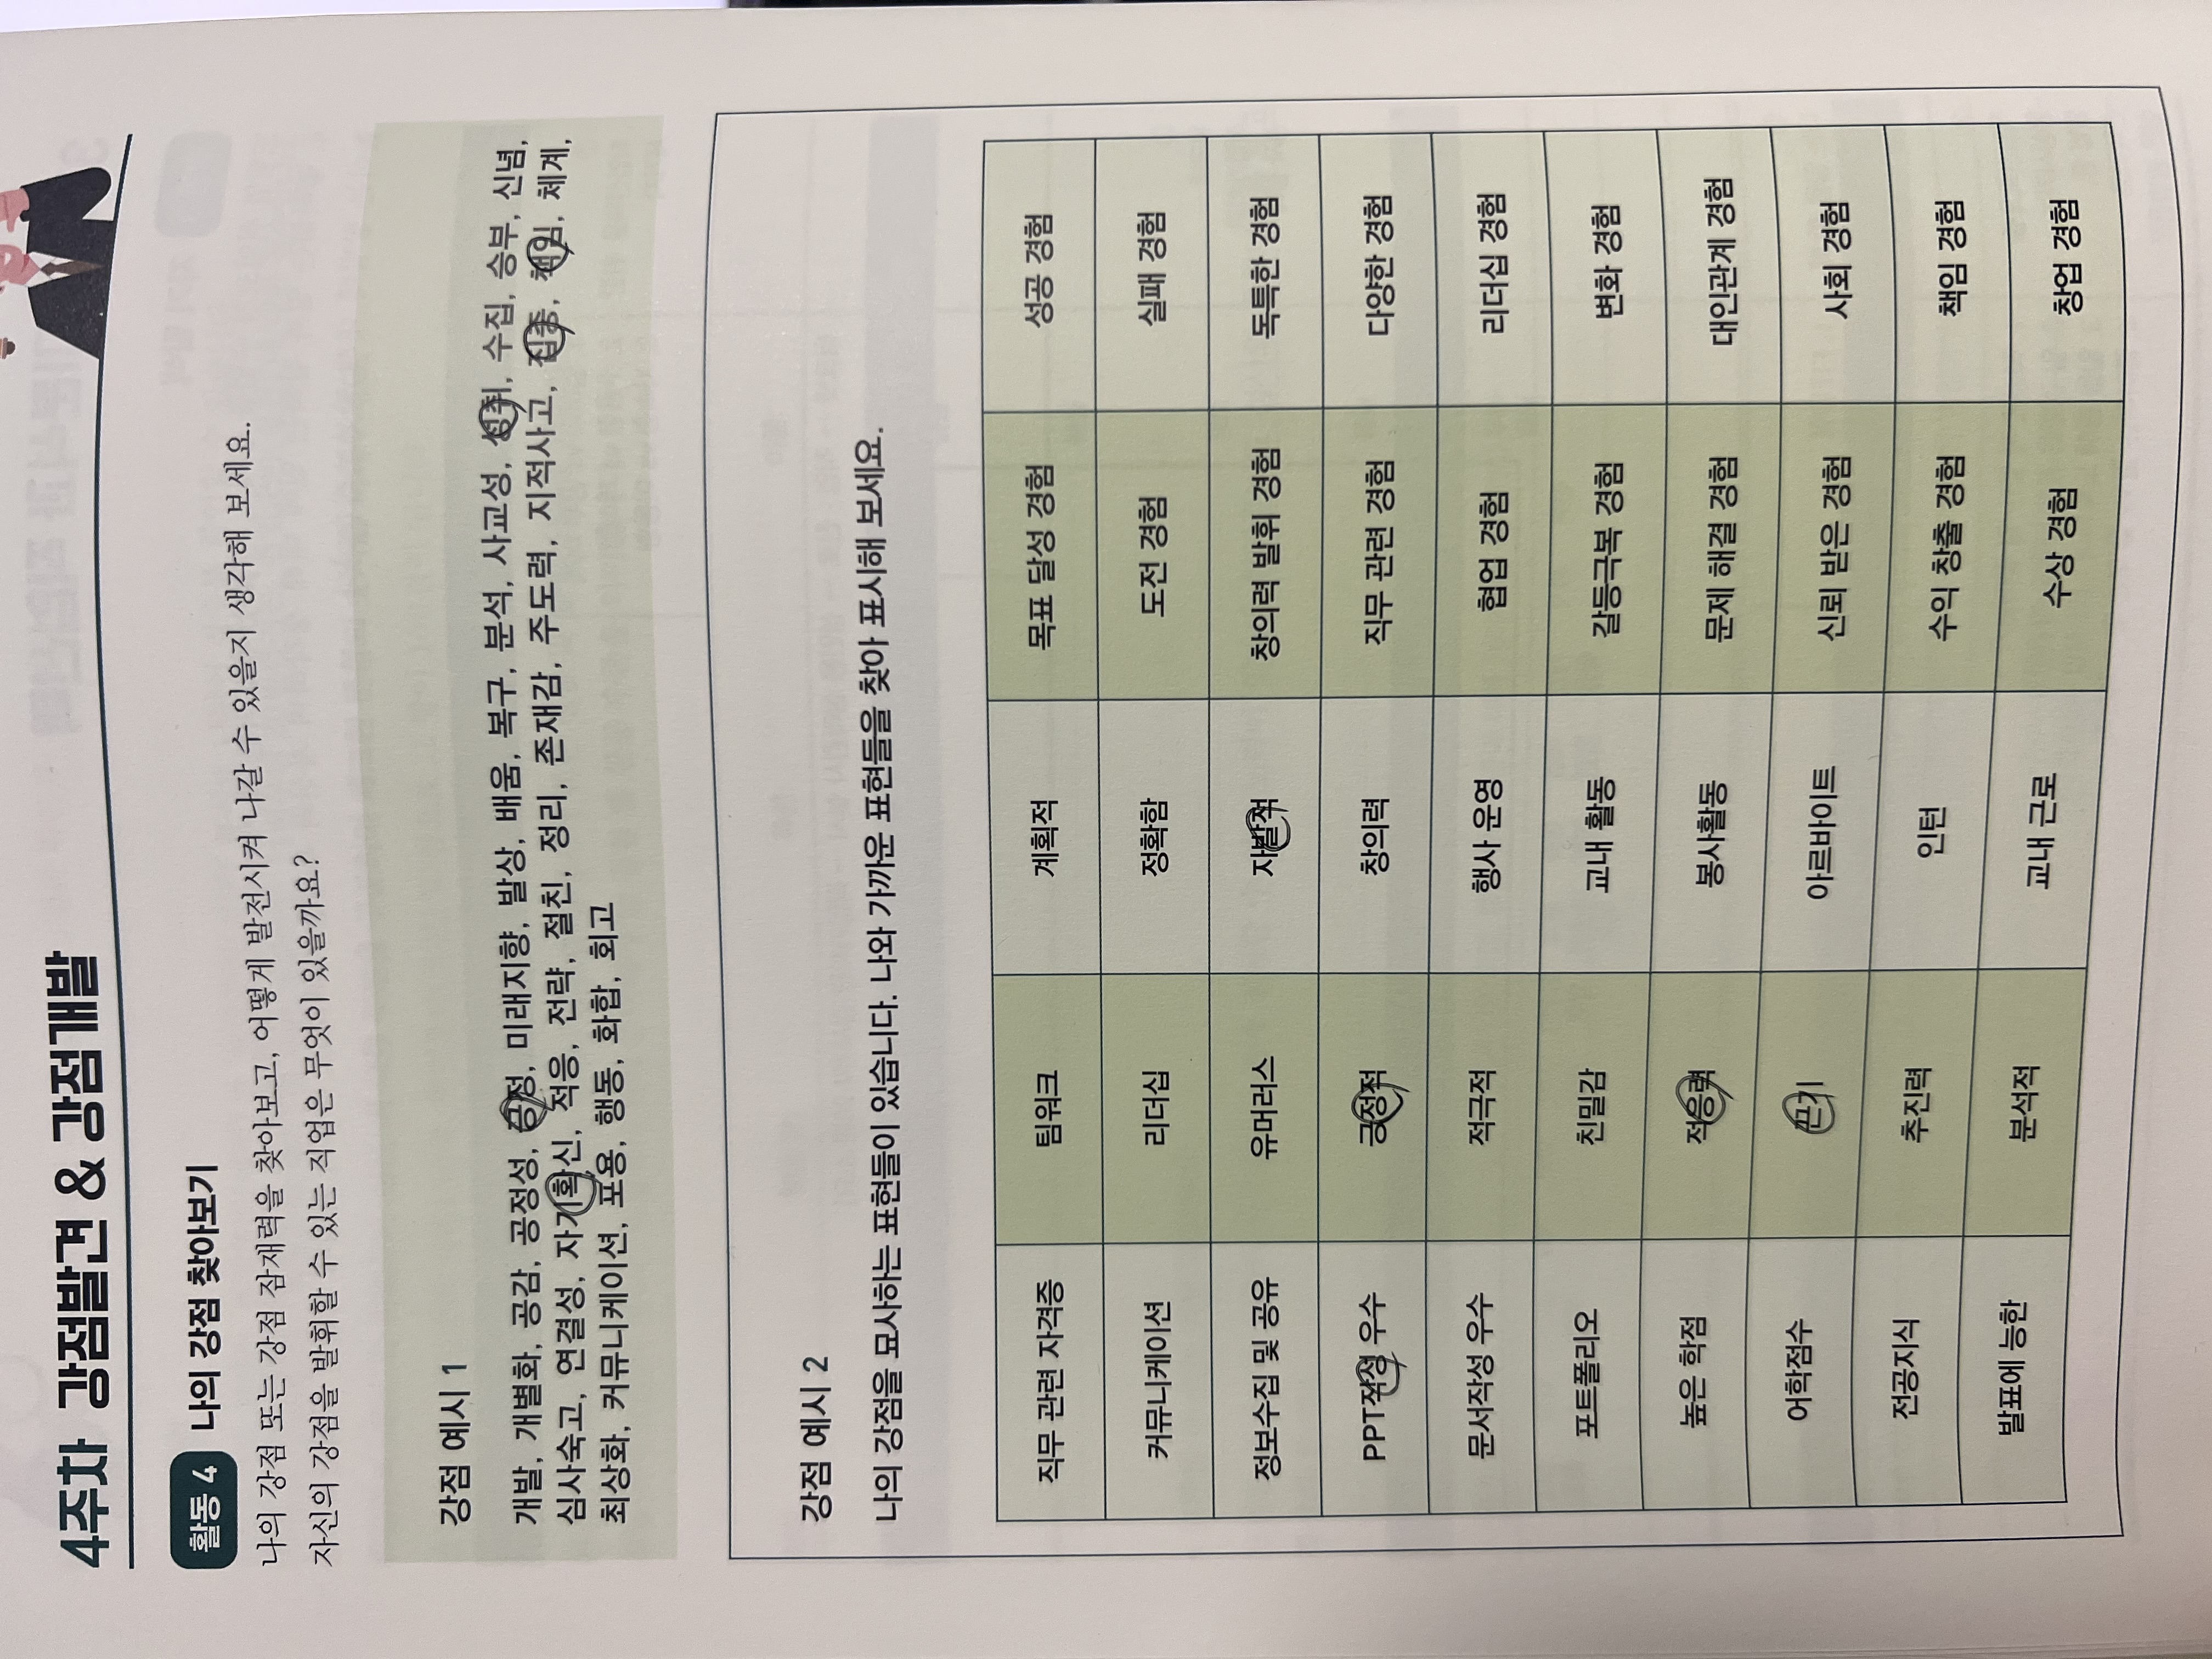 4주차 강점발견 & 강점개발
활동 4 나의 강점 찾아보기
나의 강점 또는 강점 잠재력을 찾아보고, 어떻게 발전시켜 나갈 수 있을지 생각해 보세요.
자신의 강점을 발휘할 수 있는 직업은 무엇이 있을까요?
강점 예시 1
개발, 개별화, 공감, 공정성, 긍정, 미래지향, 발상, 배움, 복구, 분석, 사교성, 성취, 수집, 승부, 신념,
심사숙고, 연결성, 자기확신, 적응, 전략, 절친, 정리, 존재감, 주도력, 지적사고, 집중, 책임, 체계,
최상화, 커뮤니케이션, 포용, 행동, 화합, 회고
강점 예시 2
나의 강점을 묘사하는 표현들이 있습니다. 나와 가까운 표현들을 찾아 표시해 보세요.
직무 관련 자격증 팀워크 계획적 목표 달성 경험 성공 경험
커뮤니케이션 리더십 정확함 도전 경험 실패 경험
정보수집 및 공유 유머러스 자발적 창의력 발휘 경험 독특한 경험
PPT작성 우수 긍정적 창의력 직무 관련 경험 다양한 경험
문서작성 우수 적극적 행사 운영 협업 경험 리더십 경험
포트폴리오 친밀감 교내 활동 갈등극복 경험 변화 경험
높은 학점 적응력 봉사활동 문제 해결 경험 대인관계 경험
어학점수 끈기 아르바이트 신뢰 받은 경험 사회 경험
전공지식 추진력 인턴 수익 창출 경험 책임 경험
발표에 능한 분석적 교내 근로 수상 경험 창업 경험